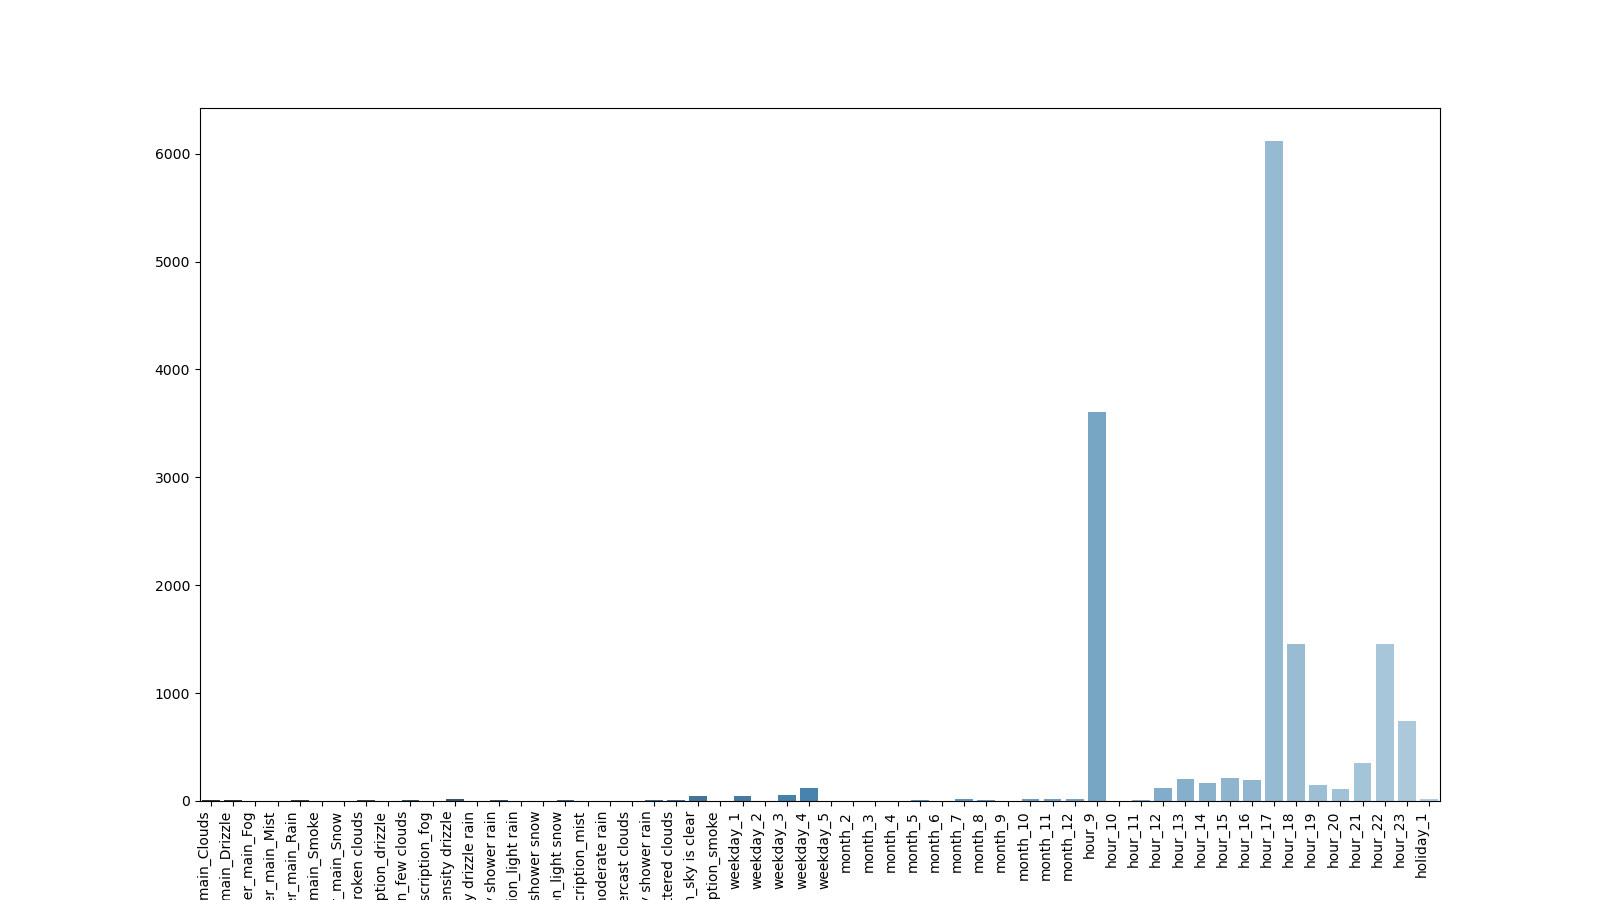 6000
5000
4000
3000
2000
1000
0
main_Clouds
main_Drizzle
er_main_Fog
er_main_Mist
er_main_Rain
main_Smoke
_main_Snow
roken clouds
ption_drizzle
n_few clouds
scription_fog
ensity drizzle
y drizzle rain
y shower rain
ion_light rain
shower snow
on_light snow
cription_mist
noderate rain
ercast clouds
y shower rain
ttered clouds
n_sky is clear
ption_smoke
weekday_1
weekday_2
weekday_3
weekday_4
weekday_5
month_2
month_3
month_4
month_5
month_6
month_7
month_8
month_9
month_10
month_11
month_12
hour_9
hour_10
hour_11
hour_12
hour_13
hour_14
hour_15
hour_16
hour_17
hour_18
hour_19
hour_20
hour_21
hour_22
hour_23
holiday_1